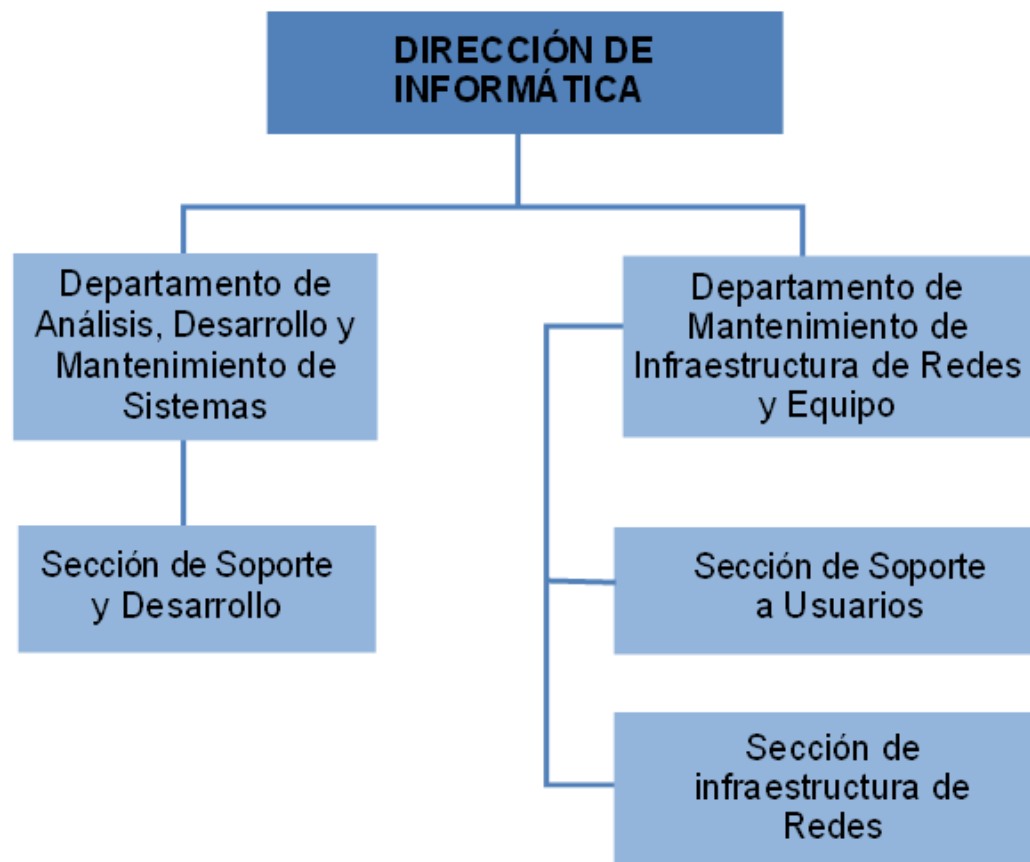 DIRECCIÓN DE
INFORMÁTICA
Departamento de
Análisis, Desarrollo y
Mantenimiento de
Sistemas
Departamento de
Mantenimiento de
Infraestructura de Redes
y Equipo
Sección de Soporte
y Desarrollo
Sección de Soporte
a Usuarios
Sección de
infraestructura de
Redes